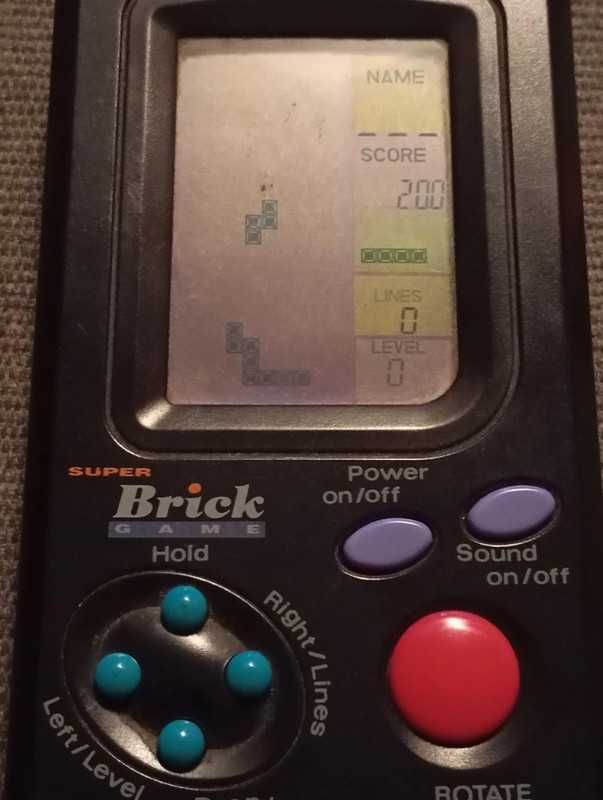 NAME
SCORE
200
LINES
0
LEVEL
0
SUPER
Brick
GAME
Power
on/off
Sound
on/off
Hold
Right/Lines
Left/Level
ROTATE